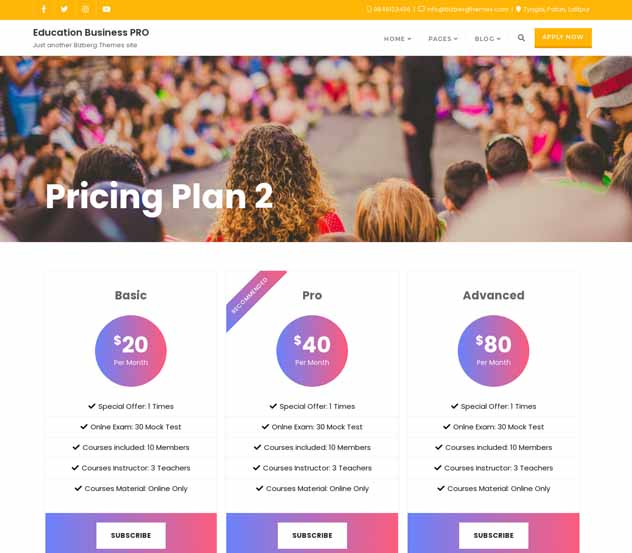 9849123456 | info@bizbergthemes.com | Tyagal, Patan, Lalitpur
Education Business PRO
Just another Bizberg Themes site
HOME PAGES BLOG APPLY NOW
Pricing Plan 2
RECOMMENDED
Basic Pro Advanced
$20 $40 $80
Per Month Per Month Per Month
Special Offer: 1 Times Special Offer: 1 Times Special Offer: 1 Times
Onlne Exam: 30 Mock Test Onlne Exam: 30 Mock Test Onlne Exam: 30 Mock Test
Courses included: 10 Members Courses included: 10 Members Courses included: 10 Members
Courses Instructor: 3 Teachers Courses Instructor: 3 Teachers Courses Instructor: 3 Teachers
Courses Material: Online Only Courses Material: Online Only Courses Material: Online Only
SUBSCRIBE SUBSCRIBE SUBSCRIBE